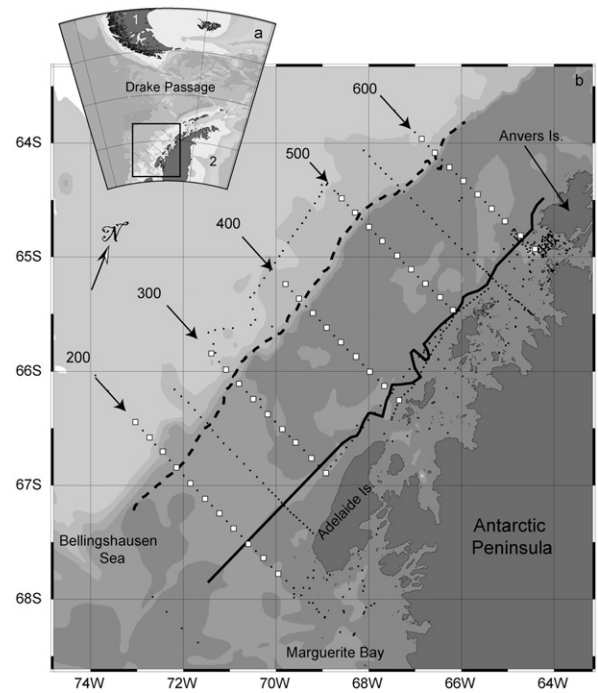 1
a
Drake Passage
2
b
600
64S
Anvers Is.
500
N
65S
400
300
66S
200
67S
Adelaide Is.
Bellingshausen
Sea
Antarctic
Peninsula
68S
Marguerite Bay
74W 72W 70W 68W 66W 64W